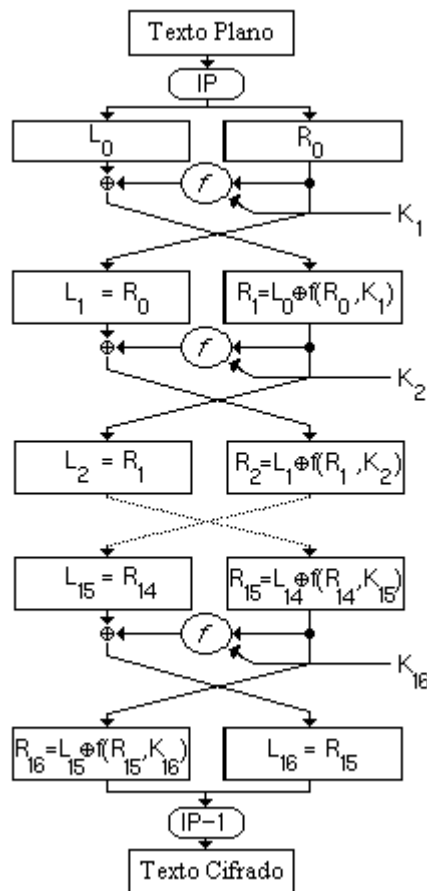 Texto Plano
IP
L0 R0
f
K1
L1 = R0 R1=L0⊕f(R0,K1)
f
K2
L2 = R1 R2=L1⊕f(R1,K2)
L15 = R14 R15=L14⊕f(R14,K15)
f
K16
R16=L15⊕f(R15,K16) L16 = R15
IP-1
Texto Cifrado